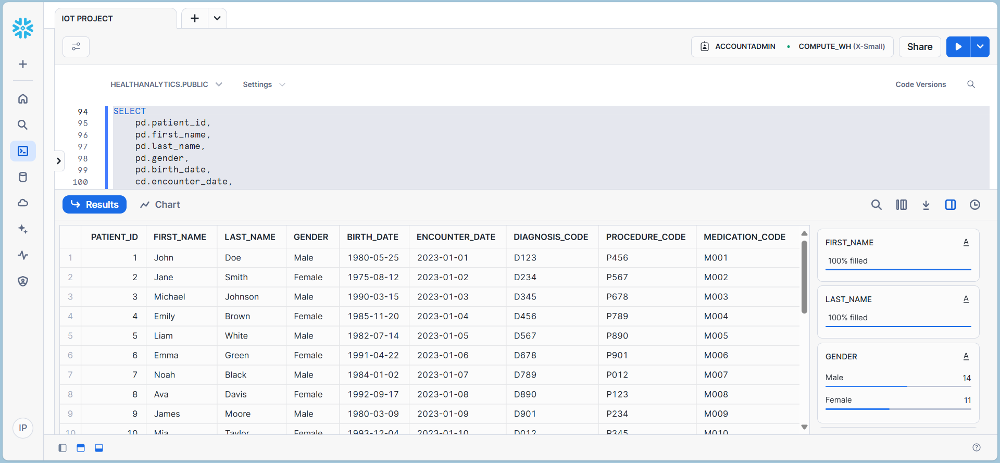 IOT PROJECT
ACCOUNTADMIN COMPUTE_WH (X-Small) Share
HEALTHANALYTICS.PUBLIC Settings Code Versions
94 SELECT
95 pd.patient_id,
96 pd.first_name,
97 pd.last_name,
98 pd.gender,
99 pd.birth_date,
100 cd.encounter_date,
Results Chart
PATIENT_ID FIRST_NAME LAST_NAME GENDER BIRTH_DATE ENCOUNTER_DATE DIAGNOSIS_CODE PROCEDURE_CODE MEDICATION_CODE
1 1 John Doe Male 1980-05-25 2023-01-01 D123 P456 M001
2 2 Jane Smith Female 1975-08-12 2023-01-02 D234 P567 M002
3 3 Michael Johnson Male 1990-03-15 2023-01-03 D345 P678 M003
4 4 Emily Brown Female 1985-11-20 2023-01-04 D456 P789 M004
5 5 Liam White Male 1982-07-14 2023-01-05 D567 P890 M005
6 6 Emma Green Female 1991-04-22 2023-01-06 D678 P901 M006
7 7 Noah Black Male 1984-01-02 2023-01-07 D789 P012 M007
8 8 Ava Davis Female 1992-09-17 2023-01-08 D890 P123 M008
9 9 James Moore Male 1980-03-09 2023-01-09 D901 P234 M009
10 10 Mia Taylor Female 1993-12-04 2023-01-10 D012 P345 M010
FIRST_NAME A
100% filled
LAST_NAME A
100% filled
GENDER A
Male 14
Female 11
IP